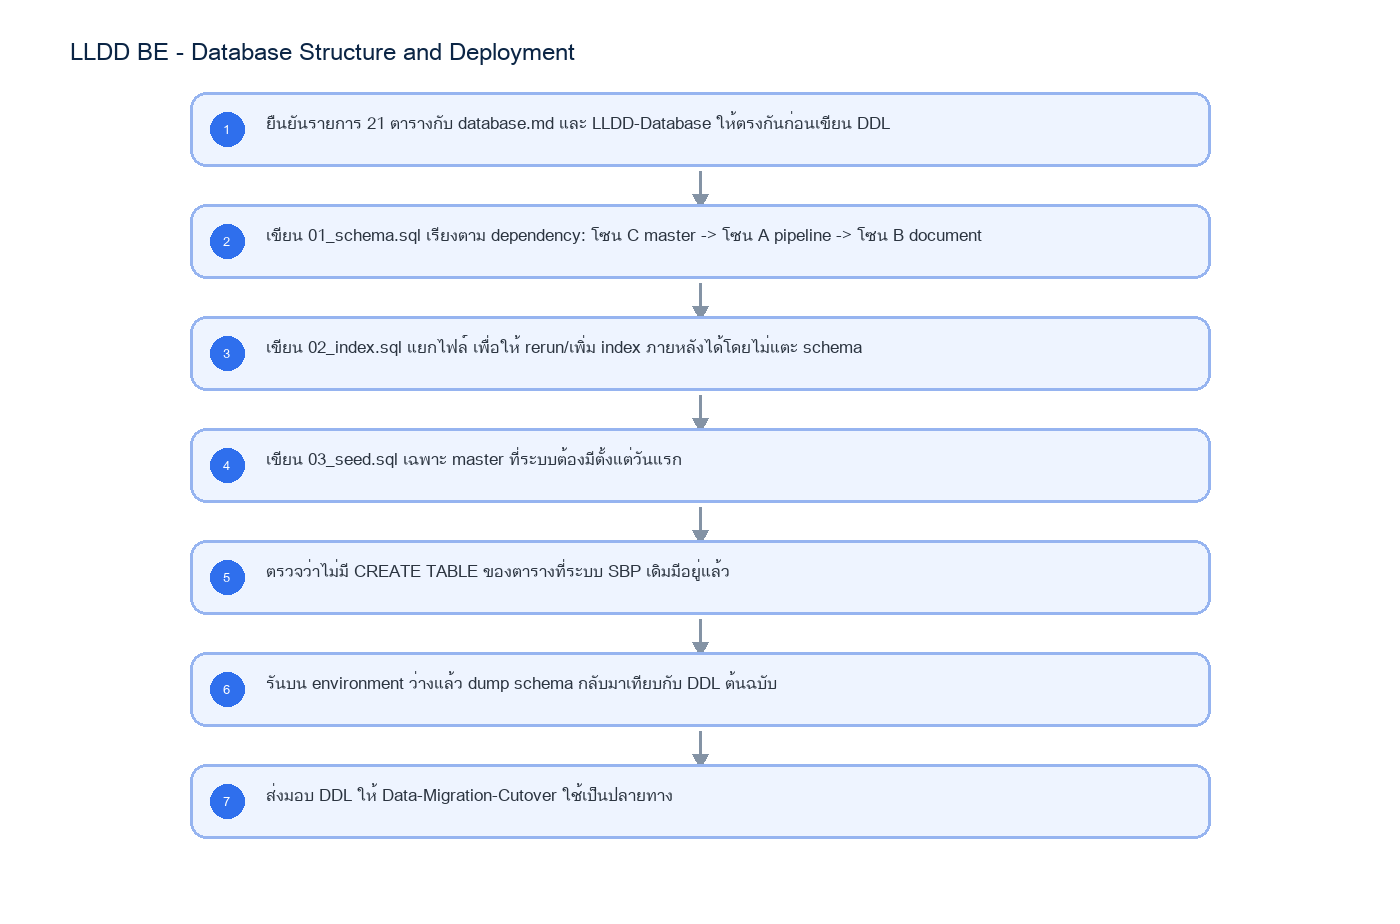 LLDD BE - Database Structure and Deployment
1 ยืนยันรายการ 21 ตารางกับ database.md และ LLDD-Database ให้ตรงกันก่อนเขียน DDL
2 เขียน 01_schema.sql เรียงตาม dependency: โซน C master -> โซน A pipeline -> โซน B document
3 เขียน 02_index.sql แยกไฟล์ เพื่อให้ rerun/เพิ่ม index ภายหลังได้โดยไม่แตะ schema
4 เขียน 03_seed.sql เฉพาะ master ที่ระบบต้องมีตั้งแต่วันแรก
5 ตรวจว่าไม่มี CREATE TABLE ของตารางที่ระบบ SBP เดิมมีอยู่แล้ว
6 รันบน environment ว่างแล้ว dump schema กลับมาเทียบกับ DDL ต้นฉบับ
7 ส่งมอบ DDL ให้ Data-Migration-Cutover ใช้เป็นปลายทาง